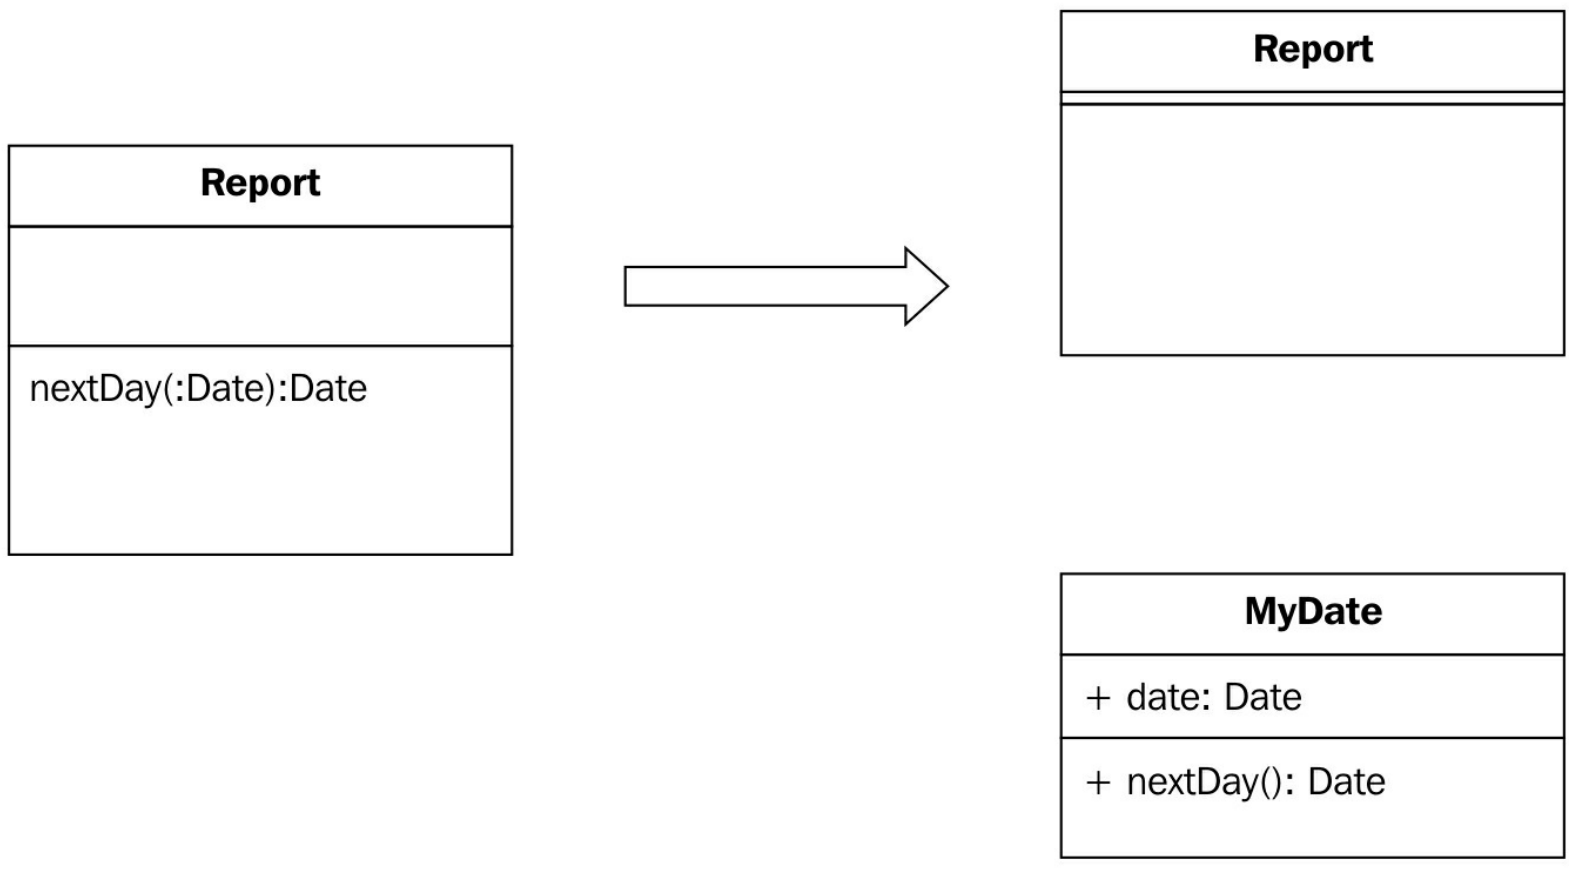 Report
nextDay(:Date):Date
Report
MyDate
+ date: Date
+ nextDay(): Date